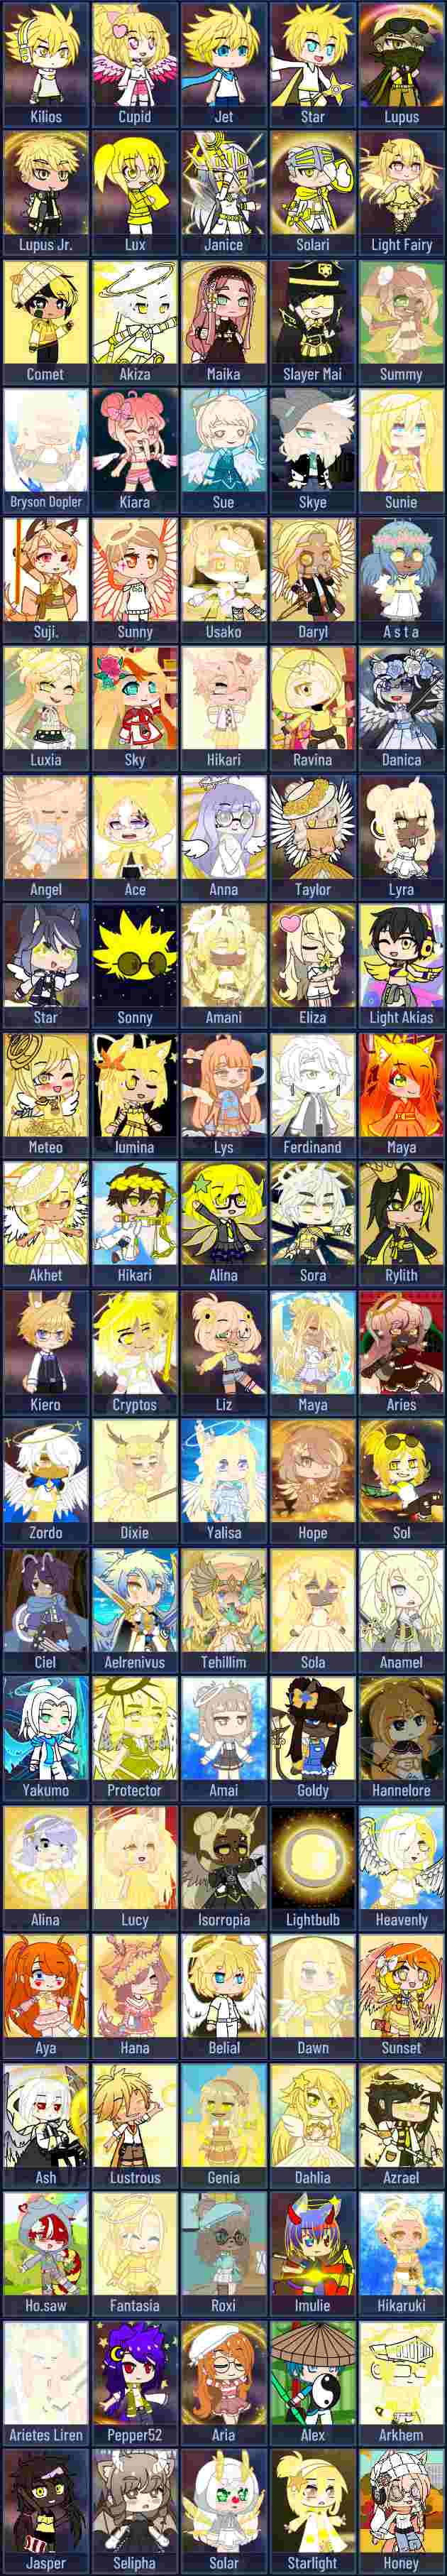 Kilios Cupid Jet Star Lupus
Lupus Jr. Lux Janice Solari Light Fairy
Comet Akiza Maika Slayer Mai Summy
Bryson Dopler Kiara Sue Skye Sunie
Suji. Sunny Usako Daryl A s t a
Luxia Sky Hikari Ravina Danica
Angel Ace Anna Taylor Lyra
Star Sonny Amani Eliza Light Akias
Meteo lumina Lys Ferdinand Maya
Akhet Hikari Alina Sora Rylith
Kiero Cryptos Liz Maya Aries
Zordo Dixie Yalisa Hope Sol
Ciel Aelrenivus Tehillim Sola Anamel
Yakumo Protector Amai Goldy Hannelore
Alina Lucy Isorropia Lightbulb Heavenly
Aya Hana Belial Dawn Sunset
Ash Lustrous Genia Dahlia Azrael
Ho.saw Fantasia Roxi Imulie Hikaruki
Arietes Liren Pepper52 Aria Alex Arkhem
Jasper Selipha Solar Starlight Honey